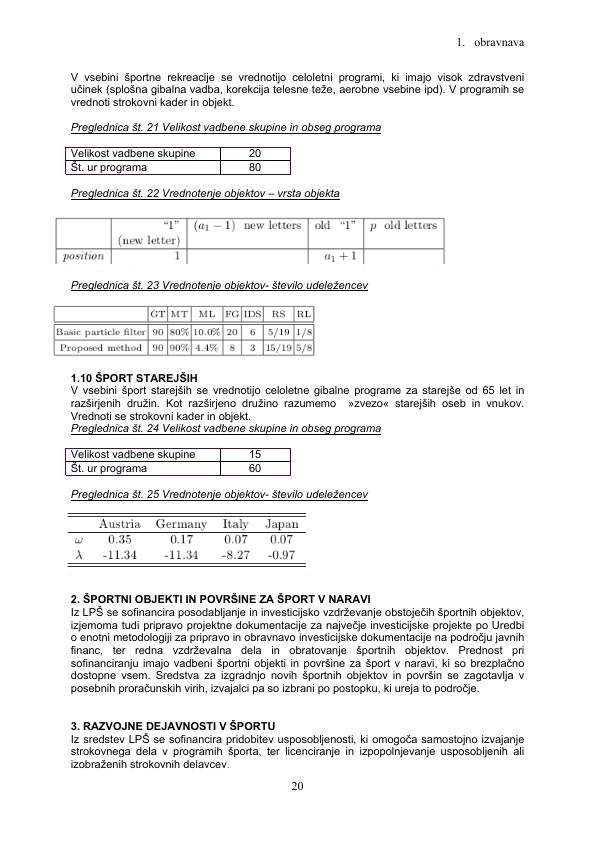 1. obravnava
V vsebini športne rekreacije se vrednotijo celoletni programi, ki imajo visok zdravstveni
učinek (splošna gibalna vadba, korekcija telesne teže, aerobne vsebine ipd). V programih se
vrednoti strokovni kader in objekt.
Preglednica št. 21 Velikost vadbene skupine in obseg programa
Velikost vadbene skupine 20
Št. ur programa 80
Preglednica št. 22 Vrednotenje objektov – vrsta objekta
“1” (a₁ − 1) new letters old “1” p old letters
(new letter)
position 1 a₁ + 1
Preglednica št. 23 Vrednotenje objektov- število udeležencev
GT MT ML FG IDS RS RL
Basic particle filter 90 80% 10.0% 20 6 5/19 1/8
Proposed method 90 90% 4.4% 8 3 15/19 5/8
1.10 ŠPORT STAREJŠIH
V vsebini šport starejših se vrednotijo celoletne gibalne programe za starejše od 65 let in
razširjenih družin. Kot razširjeno družino razumemo »zvezo« starejših oseb in vnukov.
Vrednoti se strokovni kader in objekt.
Preglednica št. 24 Velikost vadbene skupine in obseg programa
Velikost vadbene skupine 15
Št. ur programa 60
Preglednica št. 25 Vrednotenje objektov- število udeležencev
Austria Germany Italy Japan
ω 0.35 0.17 0.07 0.07
λ -11.34 -11.34 -8.27 -0.97
2. ŠPORTNI OBJEKTI IN POVRŠINE ZA ŠPORT V NARAVI
Iz LPŠ se sofinancira posodabljanje in investicijsko vzdrževanje obstoječih športnih objektov,
izjemoma tudi pripravo projektne dokumentacije za največje investicijske projekte po Uredbi
o enotni metodologiji za pripravo in obravnavo investicijske dokumentacije na področju javnih
financ, ter redna vzdrževalna dela in obratovanje športnih objektov. Prednost pri
sofinanciranju imajo vadbeni športni objekti in površine za šport v naravi, ki so brezplačno
dostopne vsem. Sredstva za izgradnjo novih športnih objektov in površin se zagotavlja v
posebnih proračunskih virih, izvajalci pa so izbrani po postopku, ki ureja to področje.
3. RAZVOJNE DEJAVNOSTI V ŠPORTU
Iz sredstev LPŠ se sofinancira pridobitev usposobljenosti, ki omogoča samostojno izvajanje
strokovnega dela v programih športa, ter licenciranje in izpopolnjevanje usposobljenih ali
izobraženih strokovnih delavcev.
20